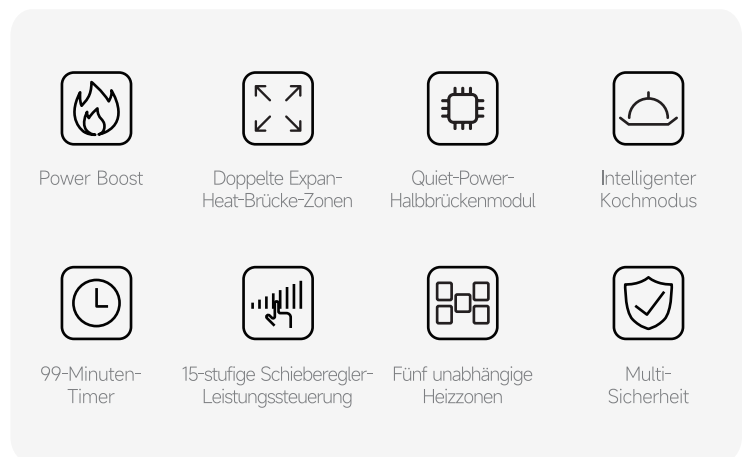 Power Boost
Doppelte Expan-
Heat-Brücke-Zonen
Quiet-Power-
Halbbrückenmodul
Intelligenter
Kochmodus
99-Minuten-
Timer
15-stufige Schieberegler-
Leistungssteuerung
Fünf unabhängige
Heizzonen
Multi-
Sicherheit